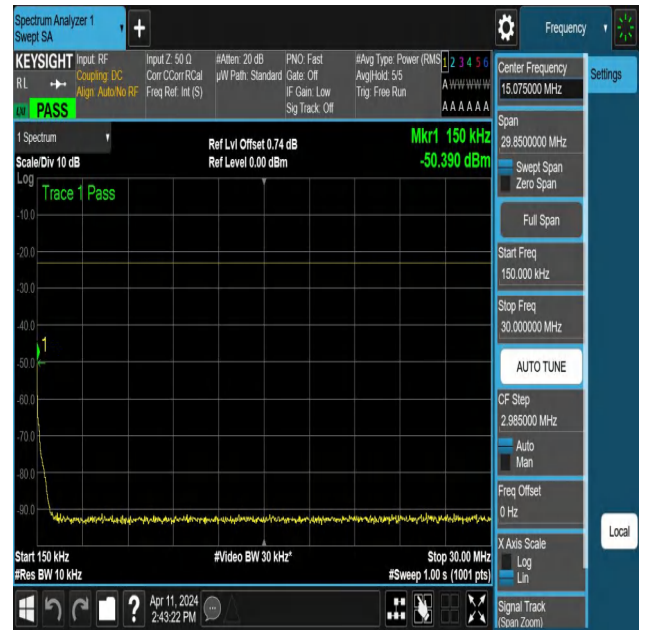 Spectrum Analyzer 1
Swept SA
Frequency
KEYSIGHT
RL
PASS
Input: RF
Coupling: DC
Align: Auto/No RF
Input Z: 50 Ω
Corr CCorr RCal
Freq Ref: Int (S)
#Atten: 20 dB
µW Path: Standard
PNO: Fast
Gate: Off
IF Gain: Low
Sig Track: Off
#Avg Type: Power (RMS
Avg|Hold: 5/5
Trig: Free Run
1 2 3 4 5 6
A W W W W W
A A A A A A
1 Spectrum
Scale/Div 10 dB
Ref Lvl Offset 0.74 dB
Ref Level 0.00 dBm
Mkr1 150 kHz
-50.390 dBm
Log
Trace 1 Pass
-10.0
-20.0
-30.0
-40.0
1
-50.0
-60.0
-70.0
-80.0
-90.0
Start 150 kHz
#Res BW 10 kHz
#Video BW 30 kHz*
Stop 30.00 MHz
#Sweep 1.00 s (1001 pts)
Apr 11, 2024
2:43:22 PM
Center Frequency
15.075000 MHz
Settings
Span
29.8500000 MHz
Swept Span
Zero Span
Full Span
Start Freq
150.000 kHz
Stop Freq
30.000000 MHz
AUTO TUNE
CF Step
2.985000 MHz
Auto
Man
Freq Offset
0 Hz
X Axis Scale
Log
Lin
Local
Signal Track
(Span Zoom)